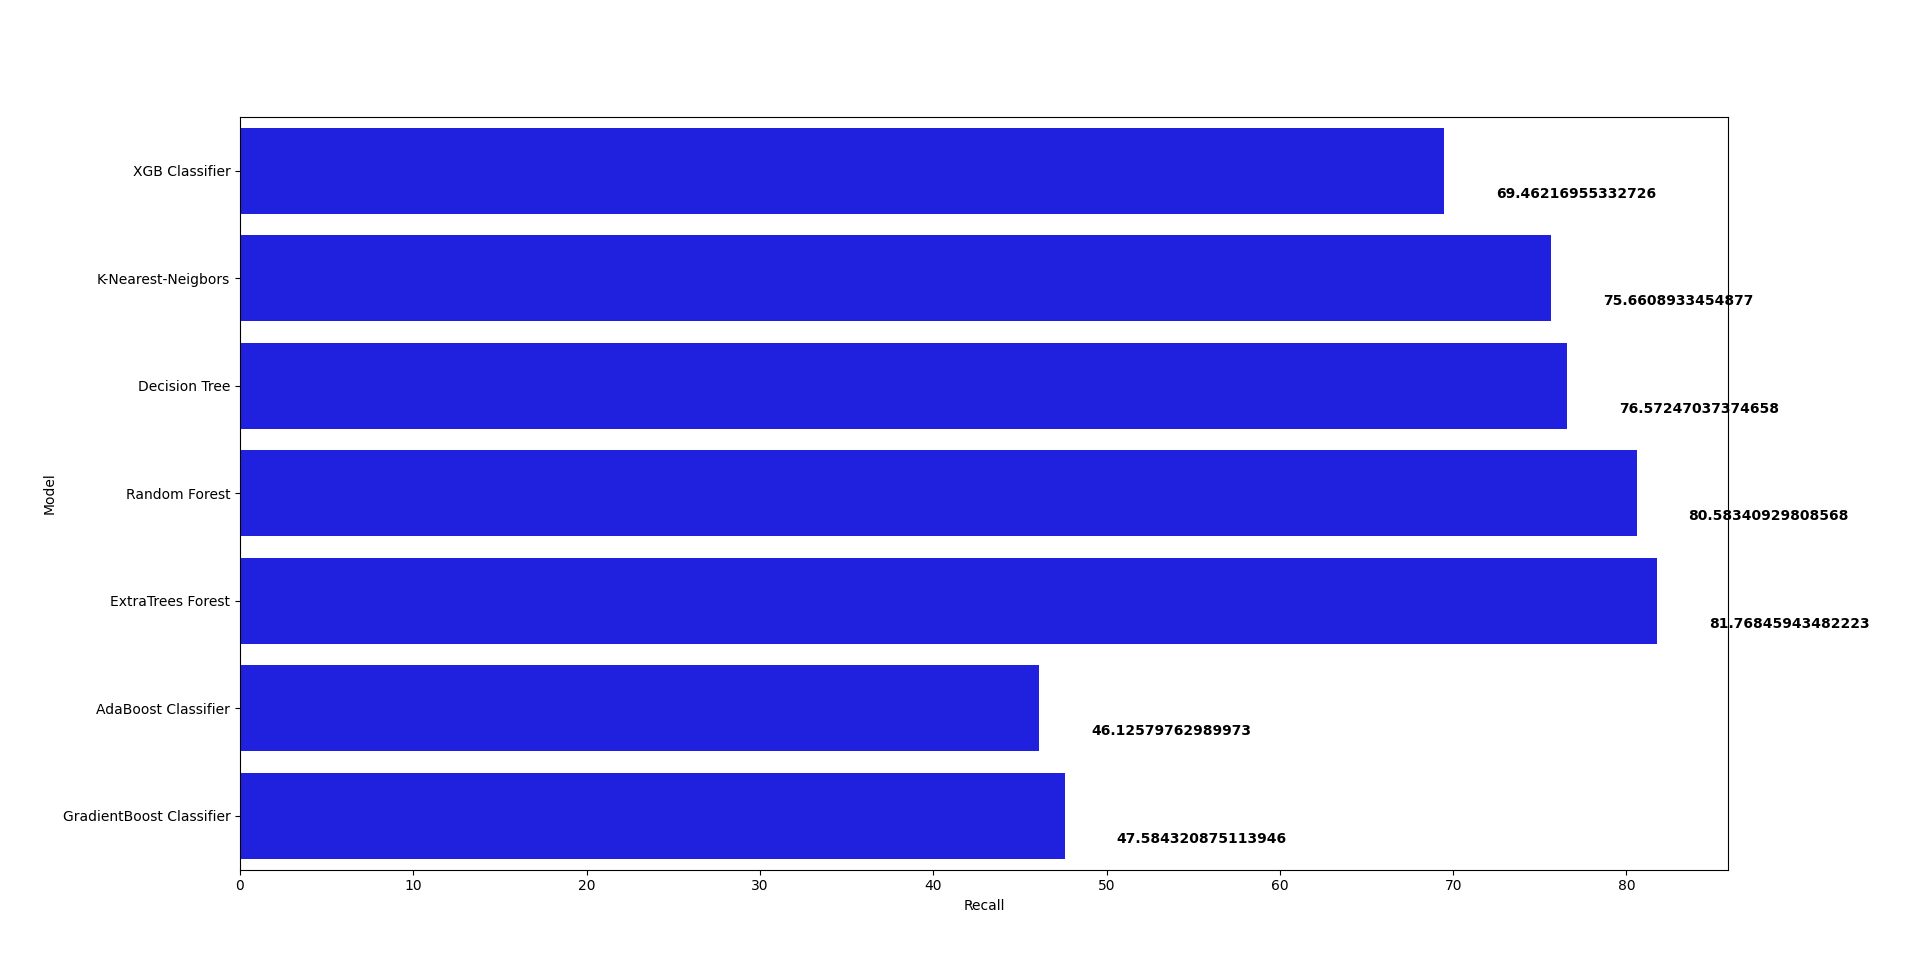 XGB Classifier
69.46216955332726
K-Nearest-Neigbors
75.6608933454877
Decision Tree
76.57247037374658
Random Forest
80.58340929808568
ExtraTrees Forest
81.76845943482223
AdaBoost Classifier
46.12579762989973
GradientBoost Classifier
47.584320875113946
Model
0 10 20 30 40 50 60 70 80
Recall